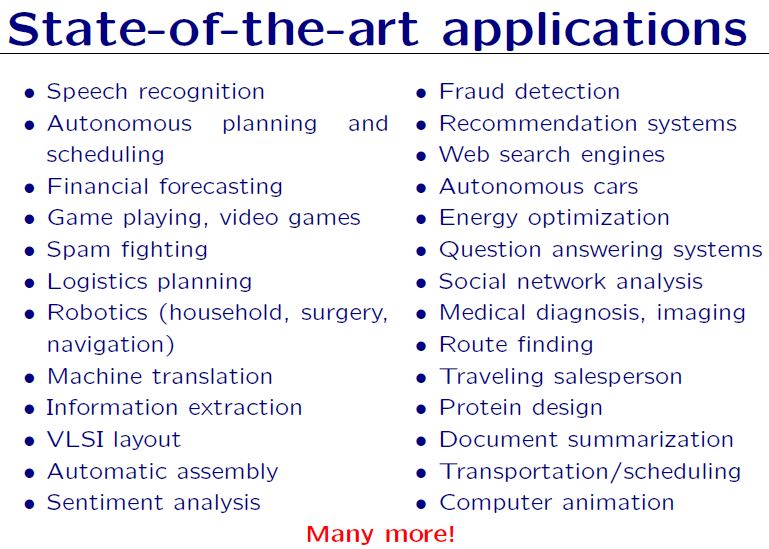 State-of-the-art applications
• Speech recognition
• Autonomous planning and
scheduling
• Financial forecasting
• Game playing, video games
• Spam fighting
• Logistics planning
• Robotics (household, surgery,
navigation)
• Machine translation
• Information extraction
• VLSI layout
• Automatic assembly
• Sentiment analysis
• Fraud detection
• Recommendation systems
• Web search engines
• Autonomous cars
• Energy optimization
• Question answering systems
• Social network analysis
• Medical diagnosis, imaging
• Route finding
• Traveling salesperson
• Protein design
• Document summarization
• Transportation/scheduling
• Computer animation
Many more!